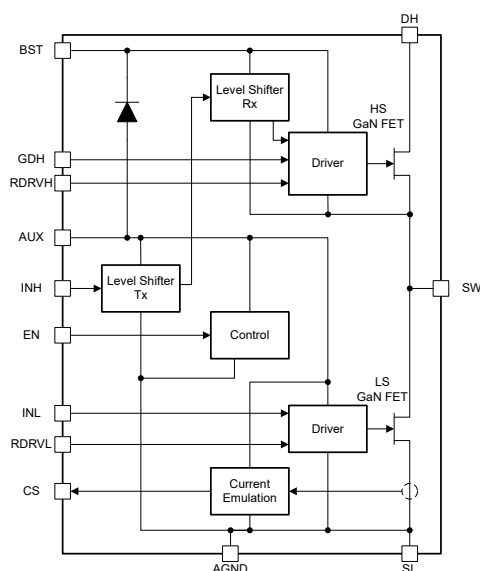 DH
BST
Level Shifter
Rx
HS
GaN FET
GDH
Driver
RDRVH
AUX
INH
Level Shifter
Tx
SW
EN
Control
LS
GaN FET
INL
Driver
RDRVL
CS
Current
Emulation
AGND
SL